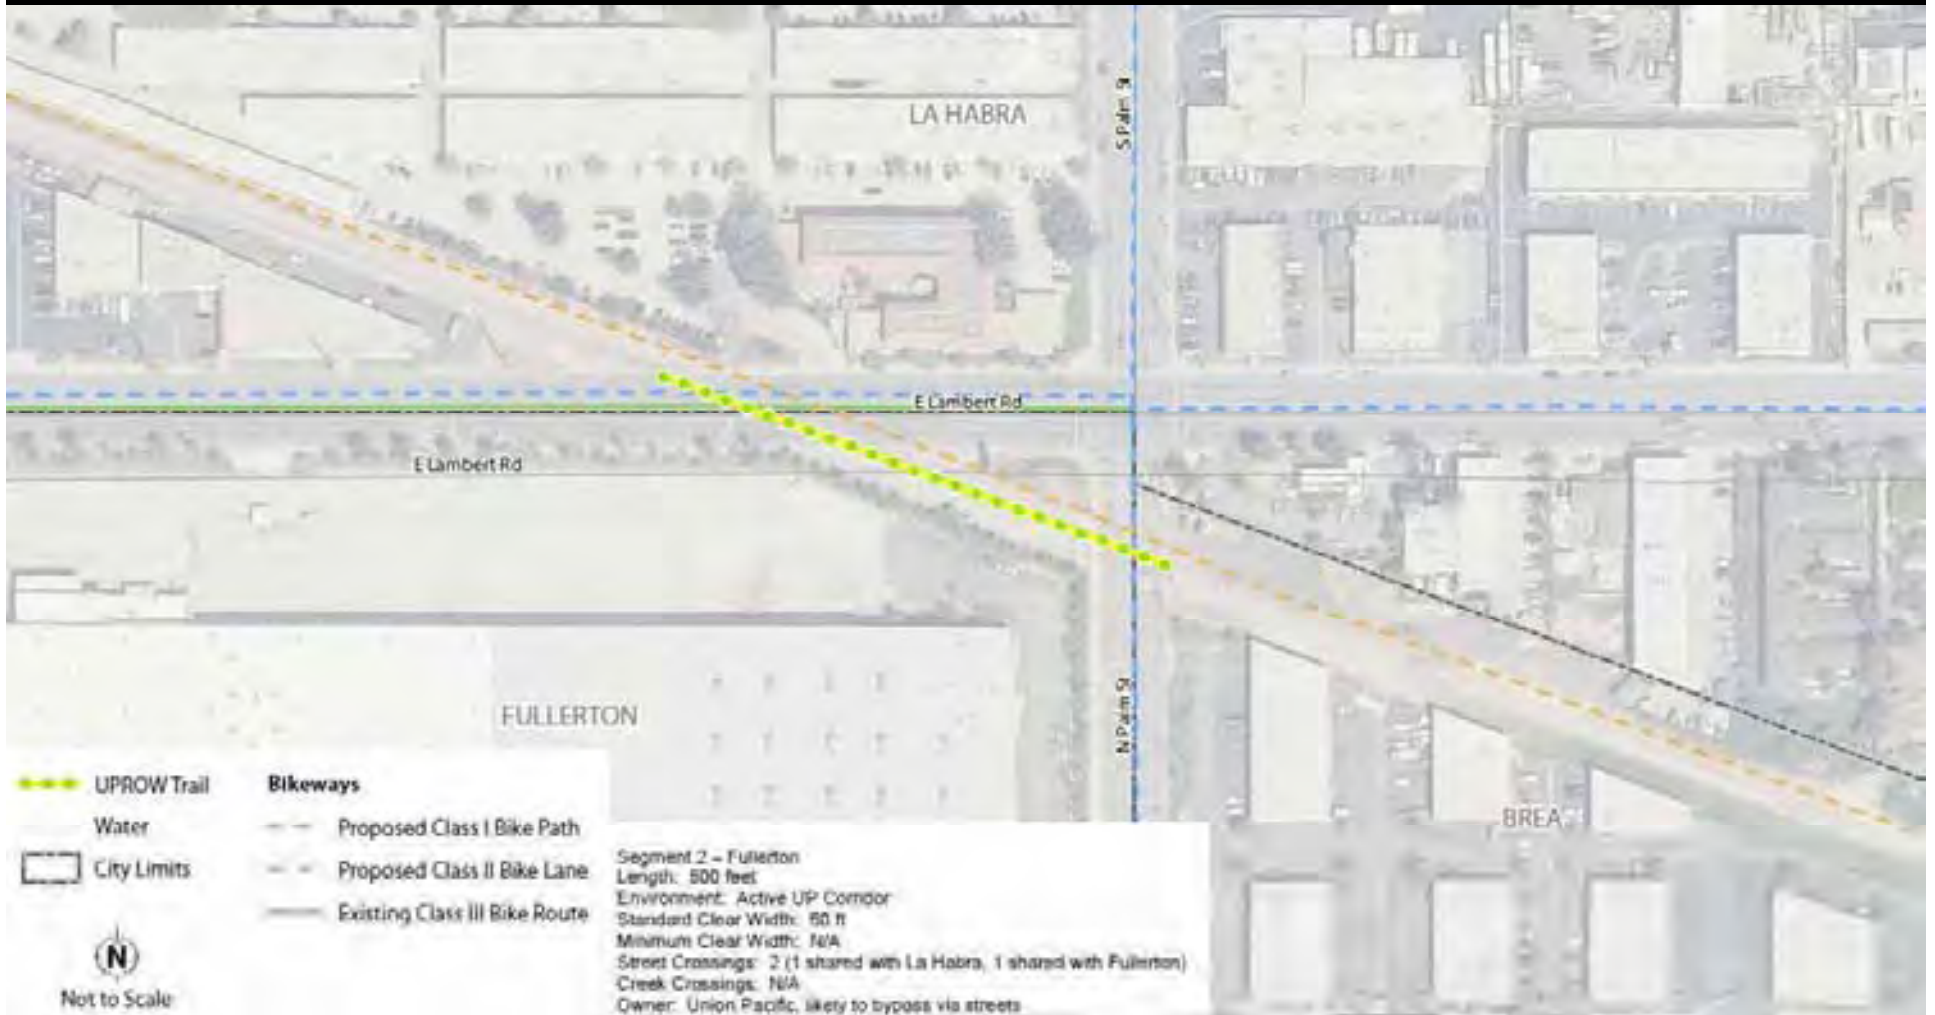 LA HABRA
S Palm St
E Lambert Rd
E Lambert Rd
FULLERTON
N Palm St
BREA
UPROW Trail
Water
City Limits
N
Not to Scale
Bikeways
Proposed Class I Bike Path
Proposed Class II Bike Lane
Existing Class III Bike Route
Segment 2 – Fullerton
Length: 500 feet
Environment: Active UP Corridor
Standard Clear Width: 60 ft
Minimum Clear Width: N/A
Street Crossings: 2 (1 shared with La Habra, 1 shared with Fullerton)
Creek Crossings: N/A
Owner: Union Pacific, likely to bypass via streets